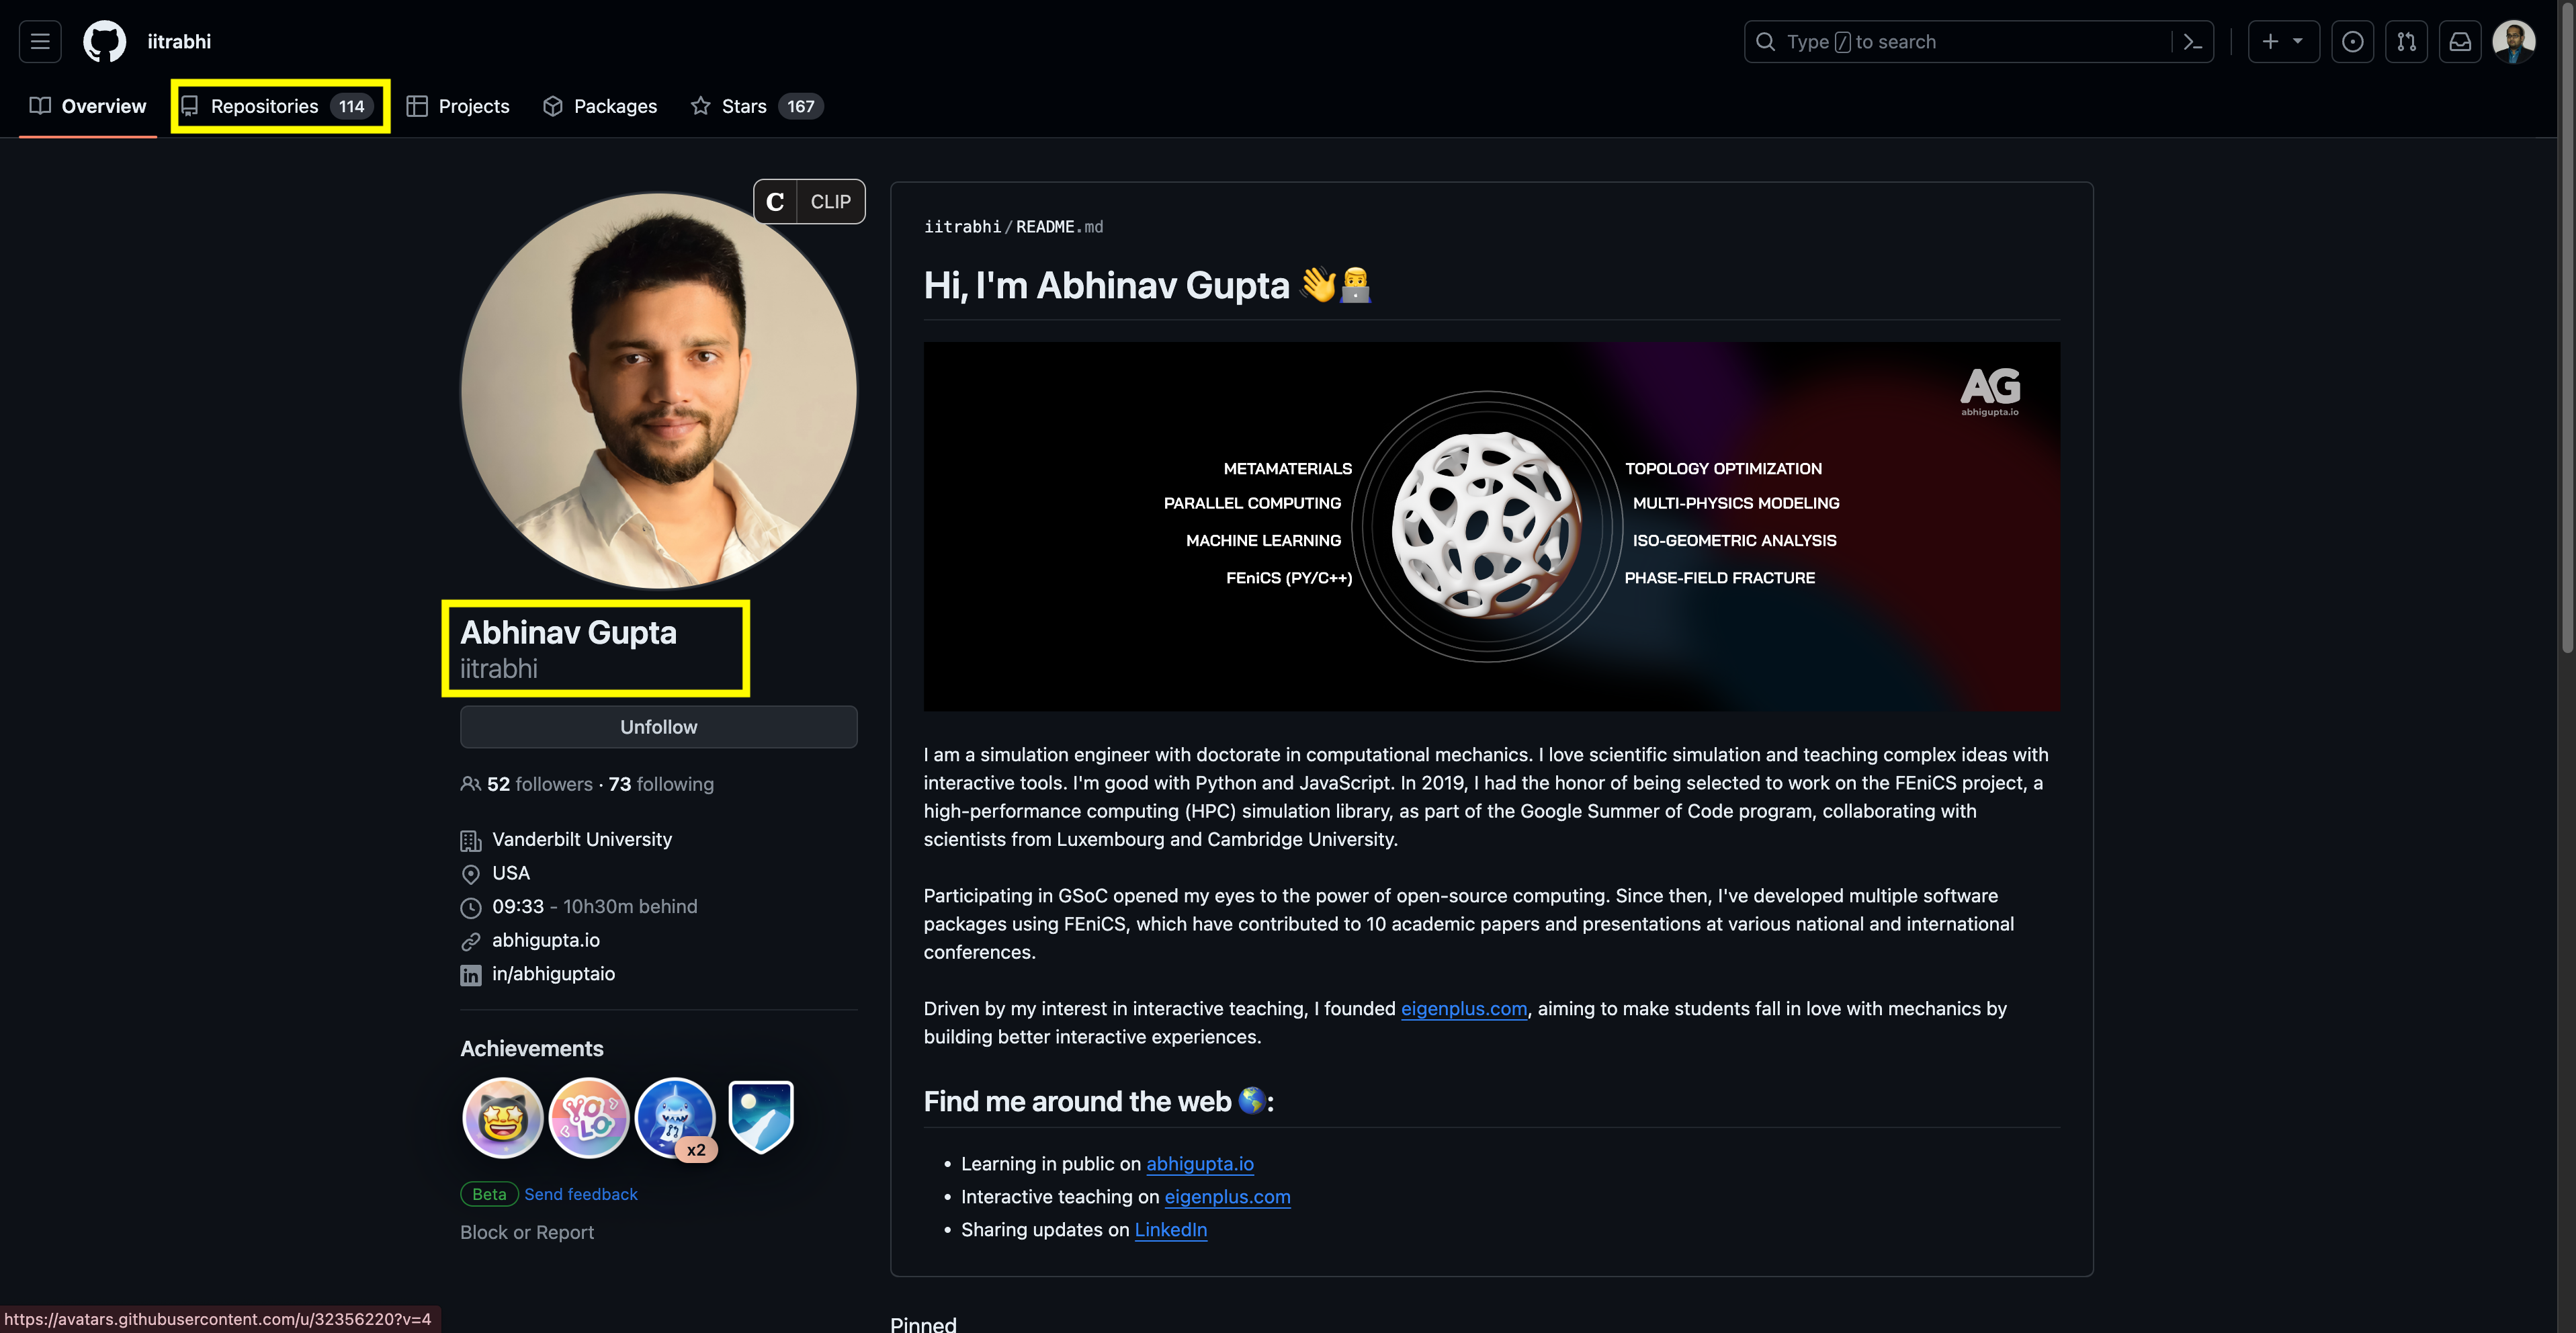 iitrabhi
Type / to search
Overview
Repositories 114
Projects
Packages
Stars 167
C CLIP
Abhinav Gupta
iitrabhi
Unfollow
52 followers · 73 following
Vanderbilt University
USA
09:33 - 10h30m behind
abhigupta.io
in/abhiguptaio
Achievements
YOLO
x2
Beta Send feedback
Block or Report
iitrabhi/README.md
Hi, I'm Abhinav Gupta 👋👨‍💻
AG
abhigupta.io
METAMATERIALS
PARALLEL COMPUTING
MACHINE LEARNING
FEniCS (PY/C++)
TOPOLOGY OPTIMIZATION
MULTI-PHYSICS MODELING
ISO-GEOMETRIC ANALYSIS
PHASE-FIELD FRACTURE
I am a simulation engineer with doctorate in computational mechanics. I love scientific simulation and teaching complex ideas with
interactive tools. I'm good with Python and JavaScript. In 2019, I had the honor of being selected to work on the FEniCS project, a
high-performance computing (HPC) simulation library, as part of the Google Summer of Code program, collaborating with
scientists from Luxembourg and Cambridge University.
Participating in GSoC opened my eyes to the power of open-source computing. Since then, I've developed multiple software
packages using FEniCS, which have contributed to 10 academic papers and presentations at various national and international
conferences.
Driven by my interest in interactive teaching, I founded eigenplus.com, aiming to make students fall in love with mechanics by
building better interactive experiences.
Find me around the web 🌎:
• Learning in public on abhigupta.io
• Interactive teaching on eigenplus.com
• Sharing updates on LinkedIn
Pinned
https://avatars.githubusercontent.com/u/32356220?v=4